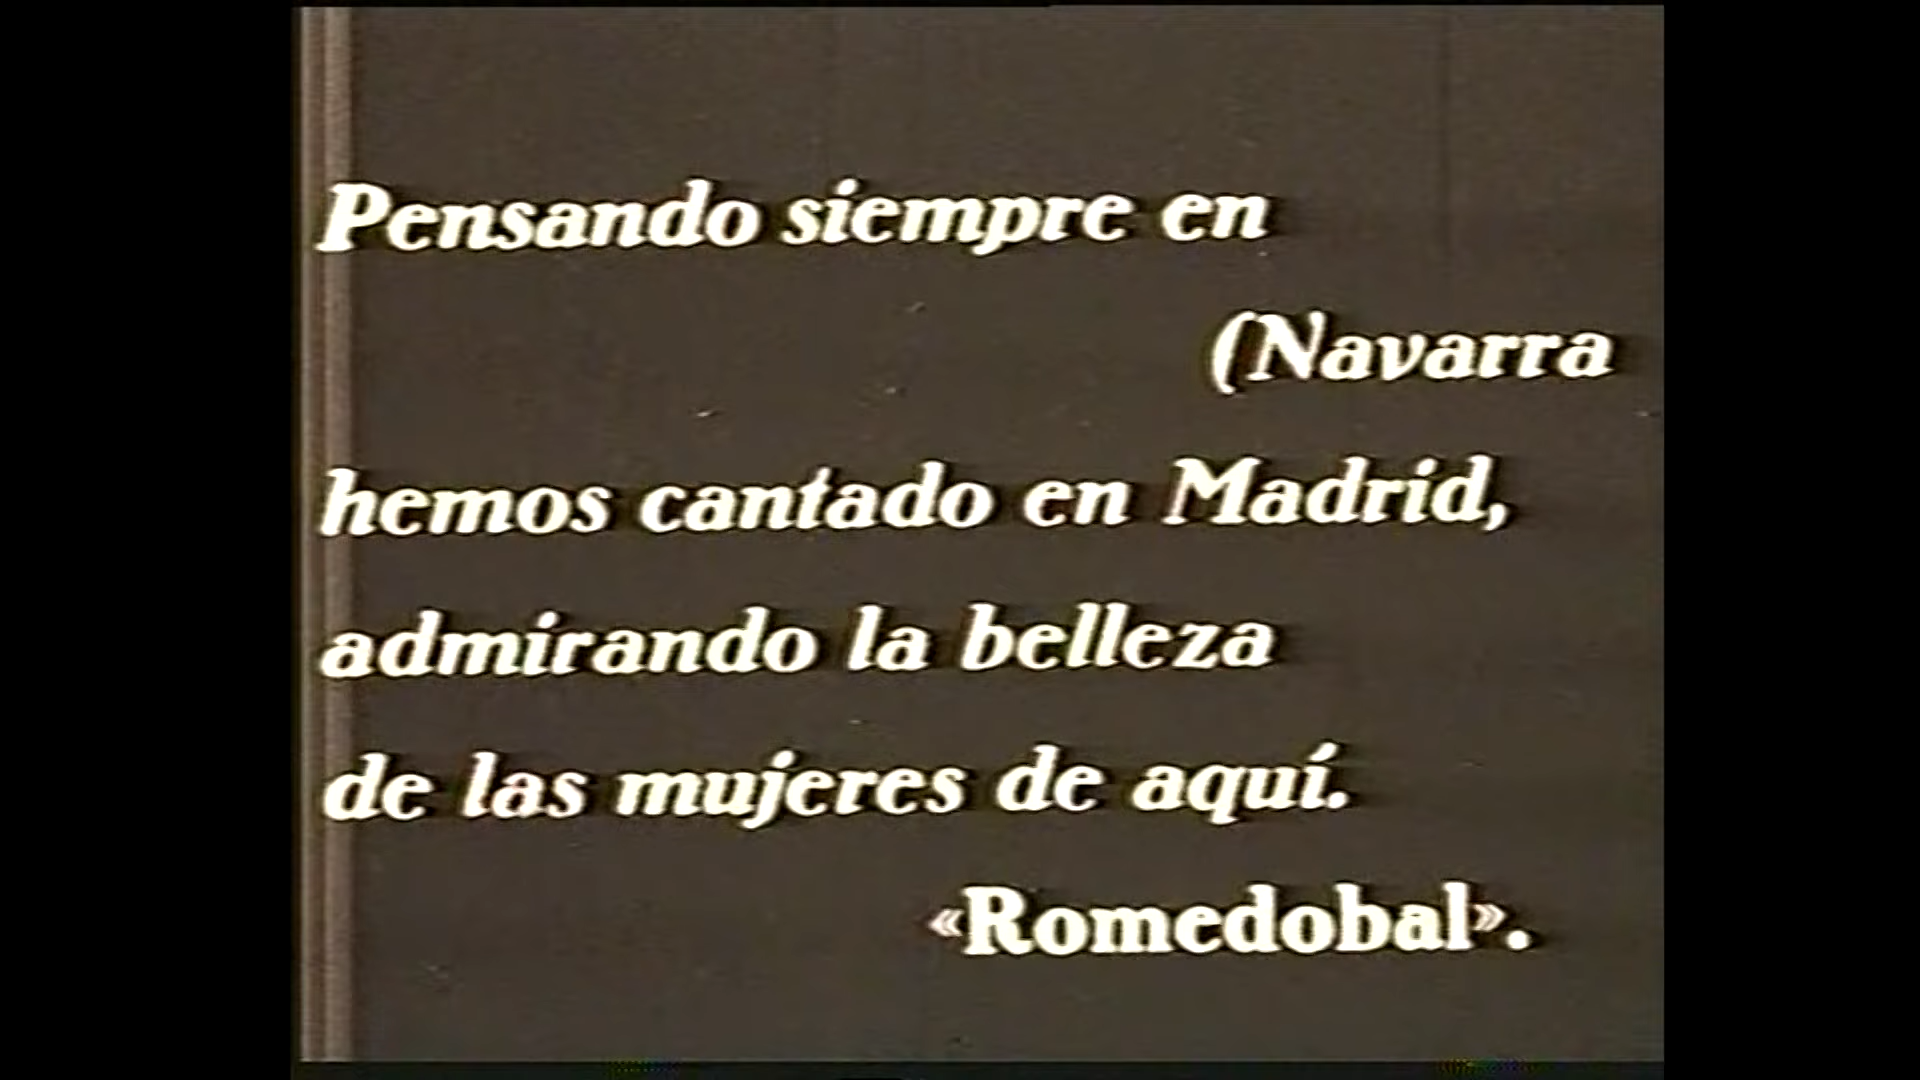 Pensando siempre en
(Navarra
hemos cantado en Madrid,
admirando la belleza
de las mujeres de aquí.
«Romedobal».